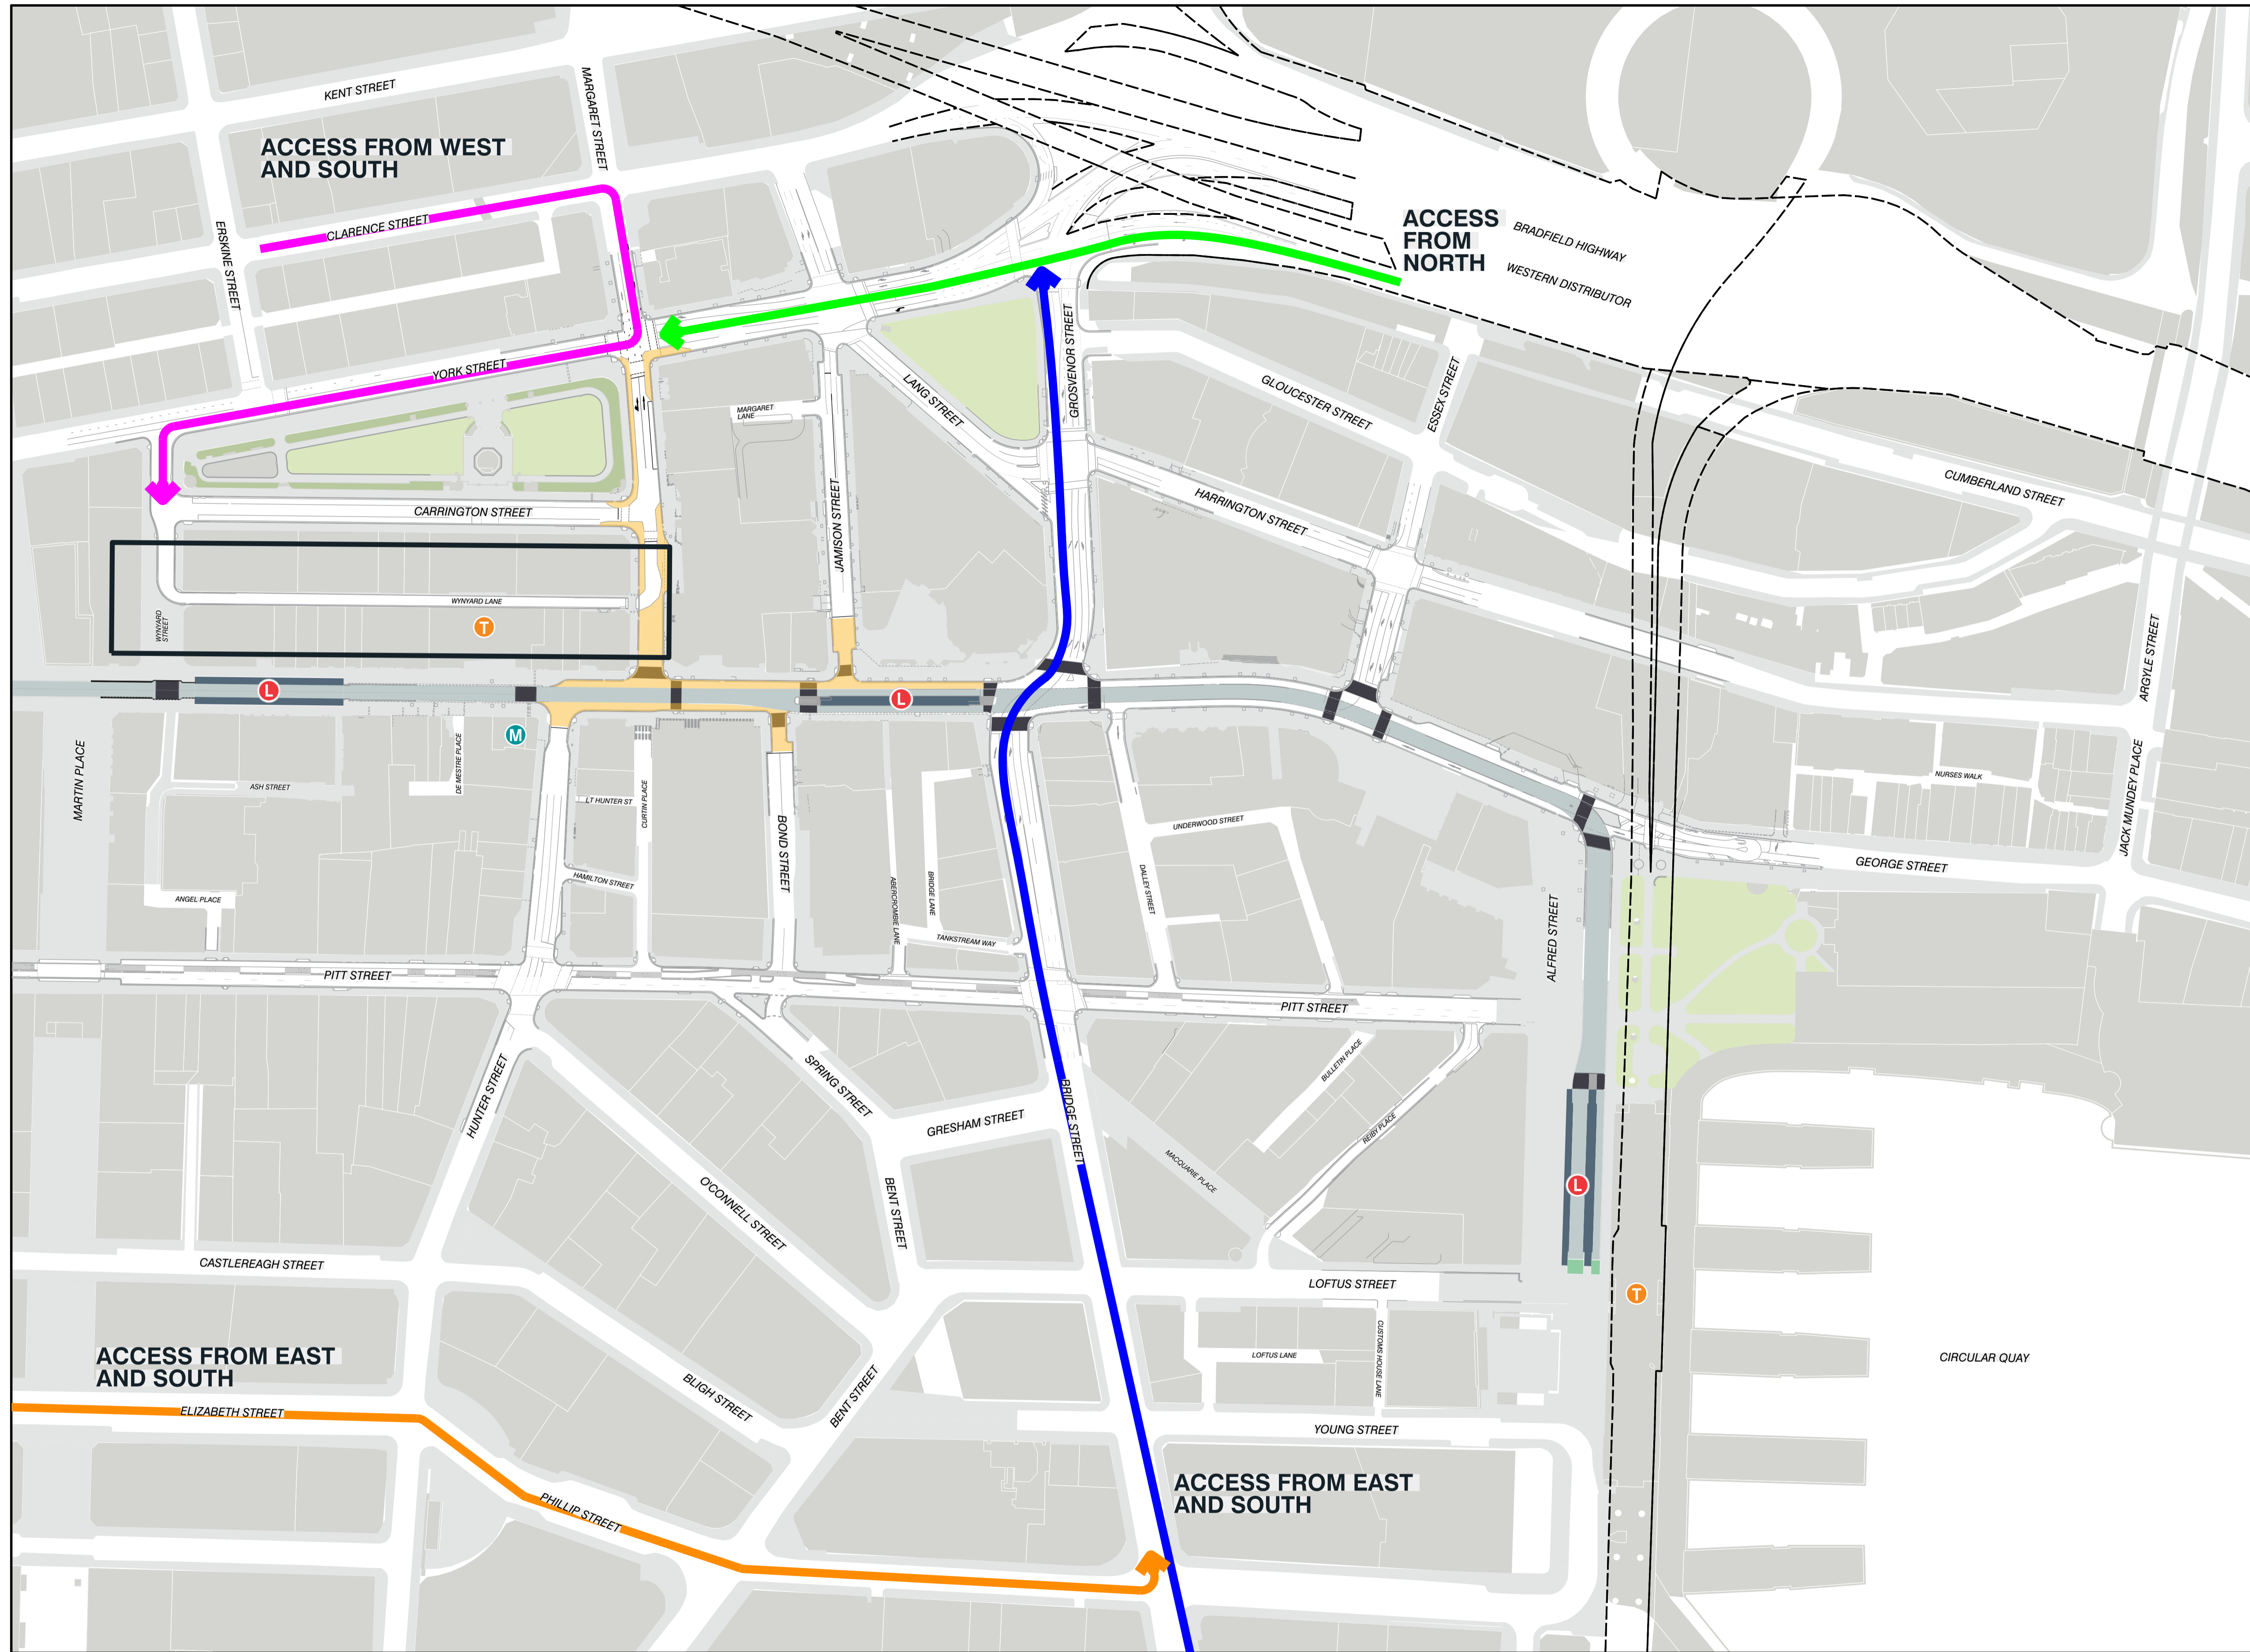 KENT STREET
MARGARET STREET
ACCESS FROM WEST
AND SOUTH
CLARENCE STREET
ERSKINE STREET
ACCESS
FROM
NORTH
BRADFIELD HIGHWAY
WESTERN DISTRIBUTOR
YORK STREET
GROSVENOR STREET
LANG STREET
MARGARET
LANE
GLOUCESTER STREET
ESSEX STREET
CUMBERLAND STREET
CARRINGTON STREET
JAMISON STREET
HARRINGTON STREET
WYNYARD LANE
WYNYARD
STREET
T
ARGYLE STREET
L
L
M
MARTIN PLACE
DE MESTRE PLACE
ASH STREET
LT HUNTER ST
CURTIN PLACE
BOND STREET
UNDERWOOD STREET
NURSES WALK
JACK MUNDEY PLACE
GEORGE STREET
HAMILTON STREET
ABERCROMBIE LANE
BRIDGE LANE
DALLEY STREET
ANGEL PLACE
TANKSTREAM WAY
ALFRED STREET
PITT STREET
PITT STREET
HUNTER STREET
SPRING STREET
GRESHAM STREET
BRIDGE STREET
BULLETIN PLACE
REIBY PLACE
MACQUARIE PLACE
O'CONNELL STREET
BENT STREET
L
CASTLEREAGH STREET
LOFTUS STREET
T
ACCESS FROM EAST
AND SOUTH
LOFTUS LANE
CUSTOMS HOUSE LANE
CIRCULAR QUAY
ELIZABETH STREET
BLIGH STREET
BENT STREET
YOUNG STREET
ACCESS FROM EAST
AND SOUTH
PHILLIP STREET